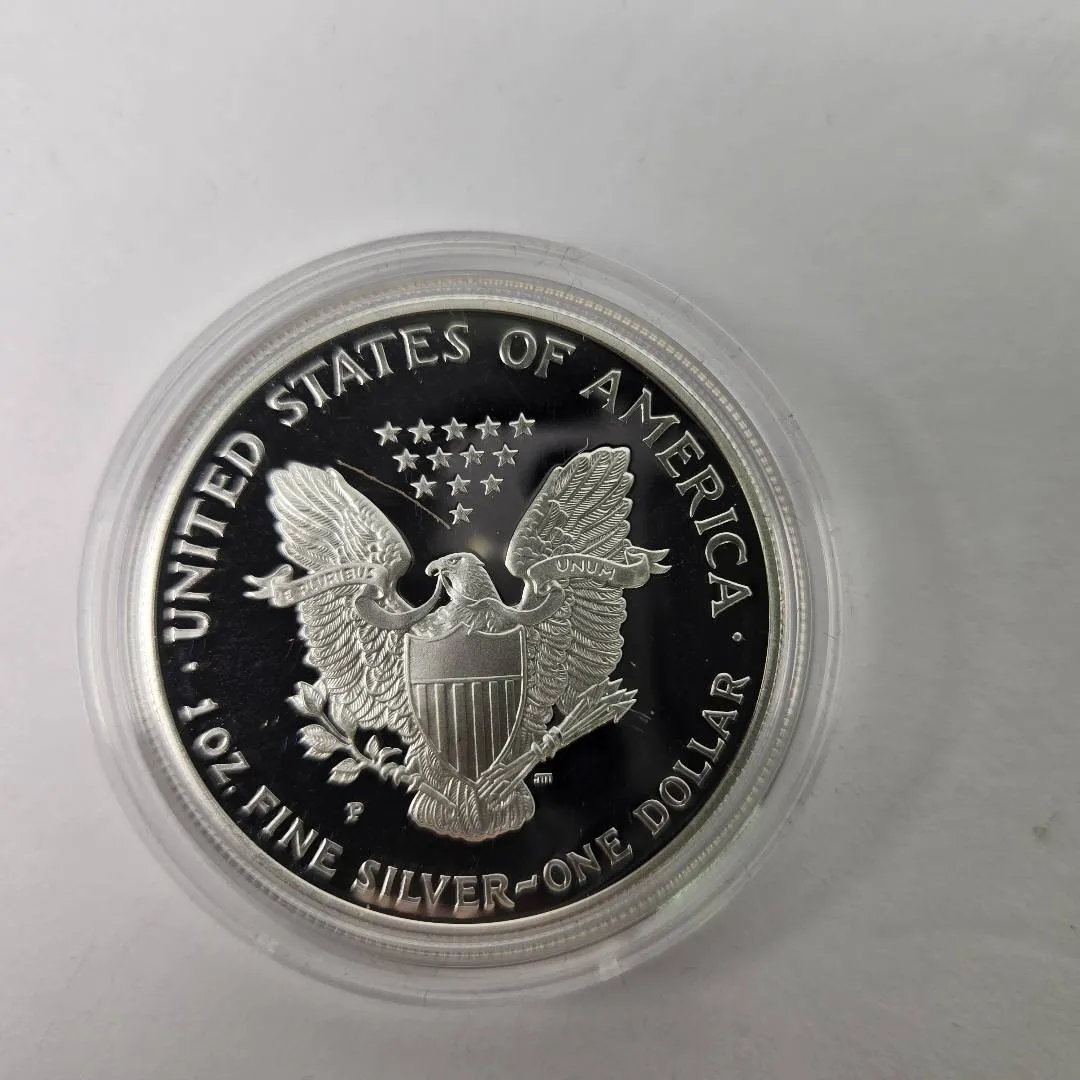 UNITED STATES OF AMERICA
E PLURIBUS
UNUM
P
1 OZ. FINE SILVER~ONE DOLLAR